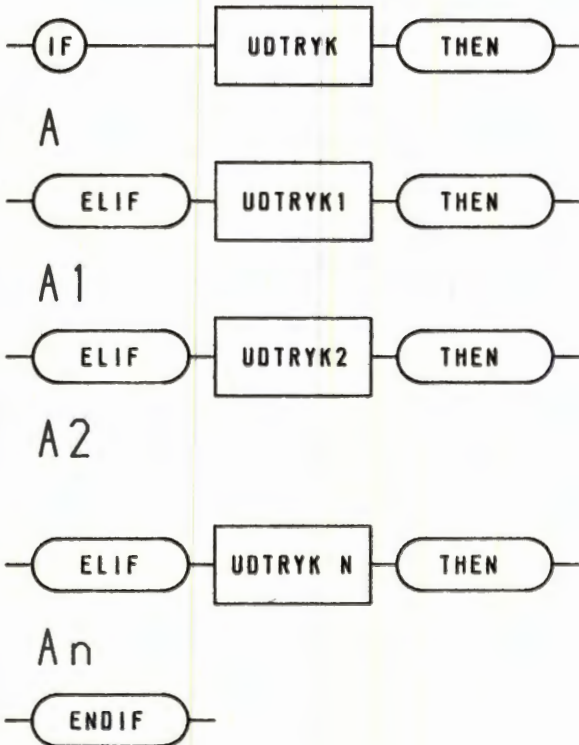 IF UDTRYK THEN
A
ELIF UDTRYK1 THEN
A1
ELIF UDTRYK2 THEN
A2
ELIF UDTRYK N THEN
An
ENDIF